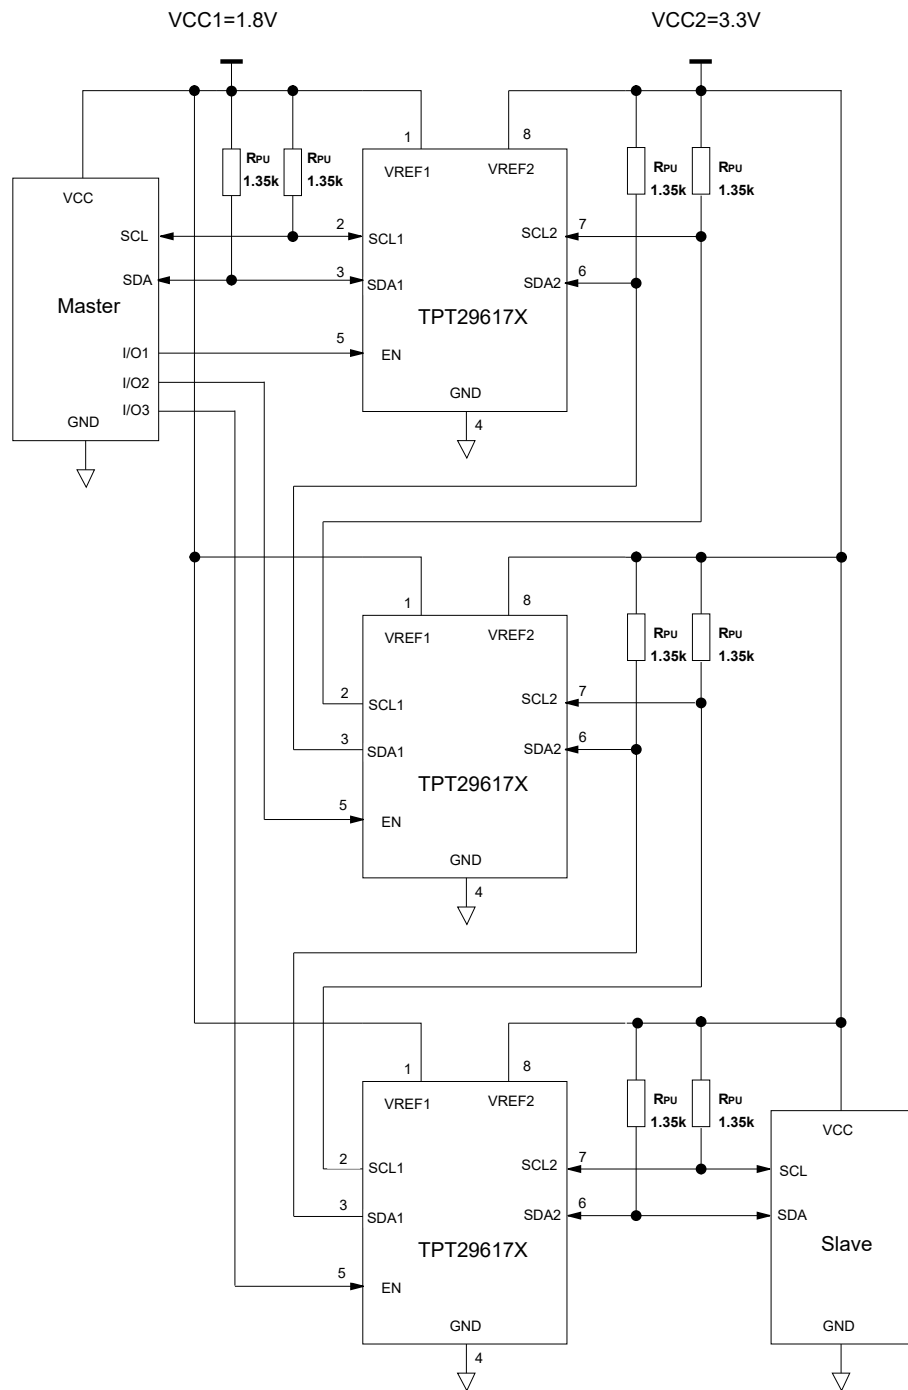 VCC1=1.8V
VCC2=3.3V
1
8
RPU
1.35k
RPU
1.35k
RPU
1.35k
RPU
1.35k
VREF1
VREF2
VCC
SCL
2
SCL1
SCL2
7
SDA
3
SDA1
SDA2
6
Master
TPT29617X
I/O1
5
EN
I/O2
I/O3
GND
GND
4
1
8
VREF1
VREF2
RPU
1.35k
RPU
1.35k
2
SCL1
SCL2
7
3
SDA1
SDA2
6
TPT29617X
5
EN
GND
4
1
8
VREF1
VREF2
RPU
1.35k
RPU
1.35k
VCC
2
SCL1
SCL2
7
SCL
3
SDA1
SDA2
6
SDA
TPT29617X
Slave
5
EN
GND
GND
4